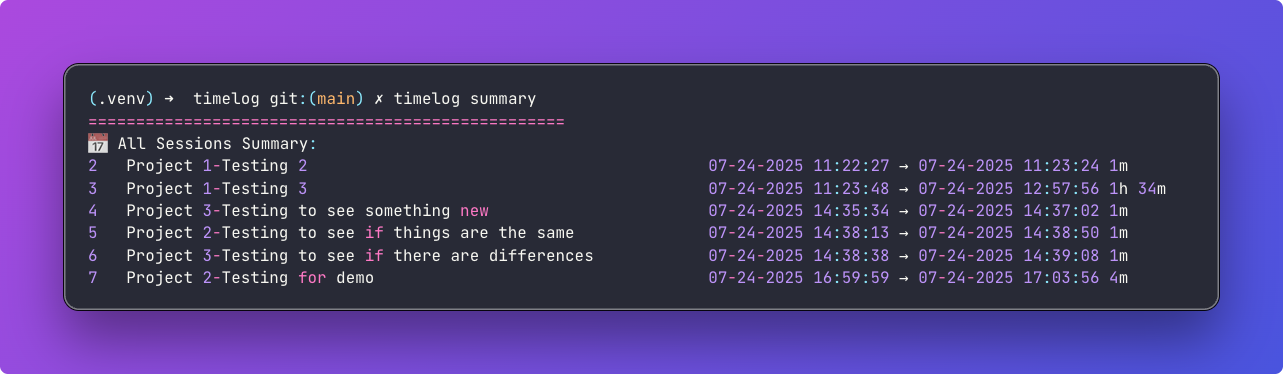 (.venv) ➜  timelog git:(main) ✗ timelog summary
==================================================
📅 All Sessions Summary:
2   Project 1-Testing 2                                          07-24-2025 11:22:27 → 07-24-2025 11:23:24 1m
3   Project 1-Testing 3                                          07-24-2025 11:23:48 → 07-24-2025 12:57:56 1h 34m
4   Project 3-Testing to see something new                       07-24-2025 14:35:34 → 07-24-2025 14:37:02 1m
5   Project 2-Testing to see if things are the same              07-24-2025 14:38:13 → 07-24-2025 14:38:50 1m
6   Project 3-Testing to see if there are differences            07-24-2025 14:38:38 → 07-24-2025 14:39:08 1m
7   Project 2-Testing for demo                                   07-24-2025 16:59:59 → 07-24-2025 17:03:56 4m